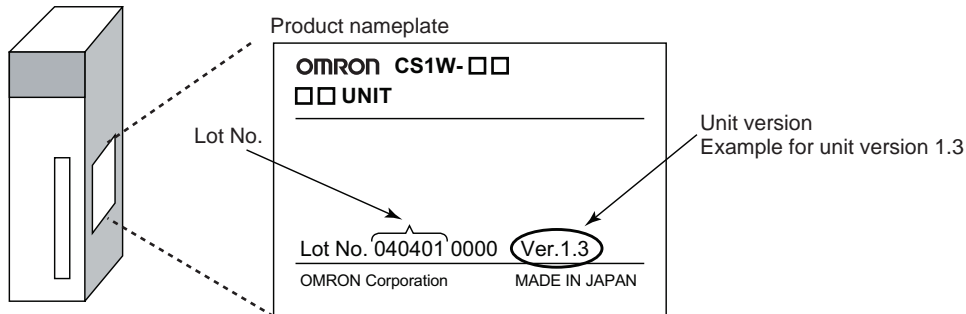 Product nameplate
OMRON CS1W-□□
□□ UNIT
Lot No.
Unit version
Example for unit version 1.3
Lot No. 040401 0000 Ver.1.3
OMRON Corporation MADE IN JAPAN